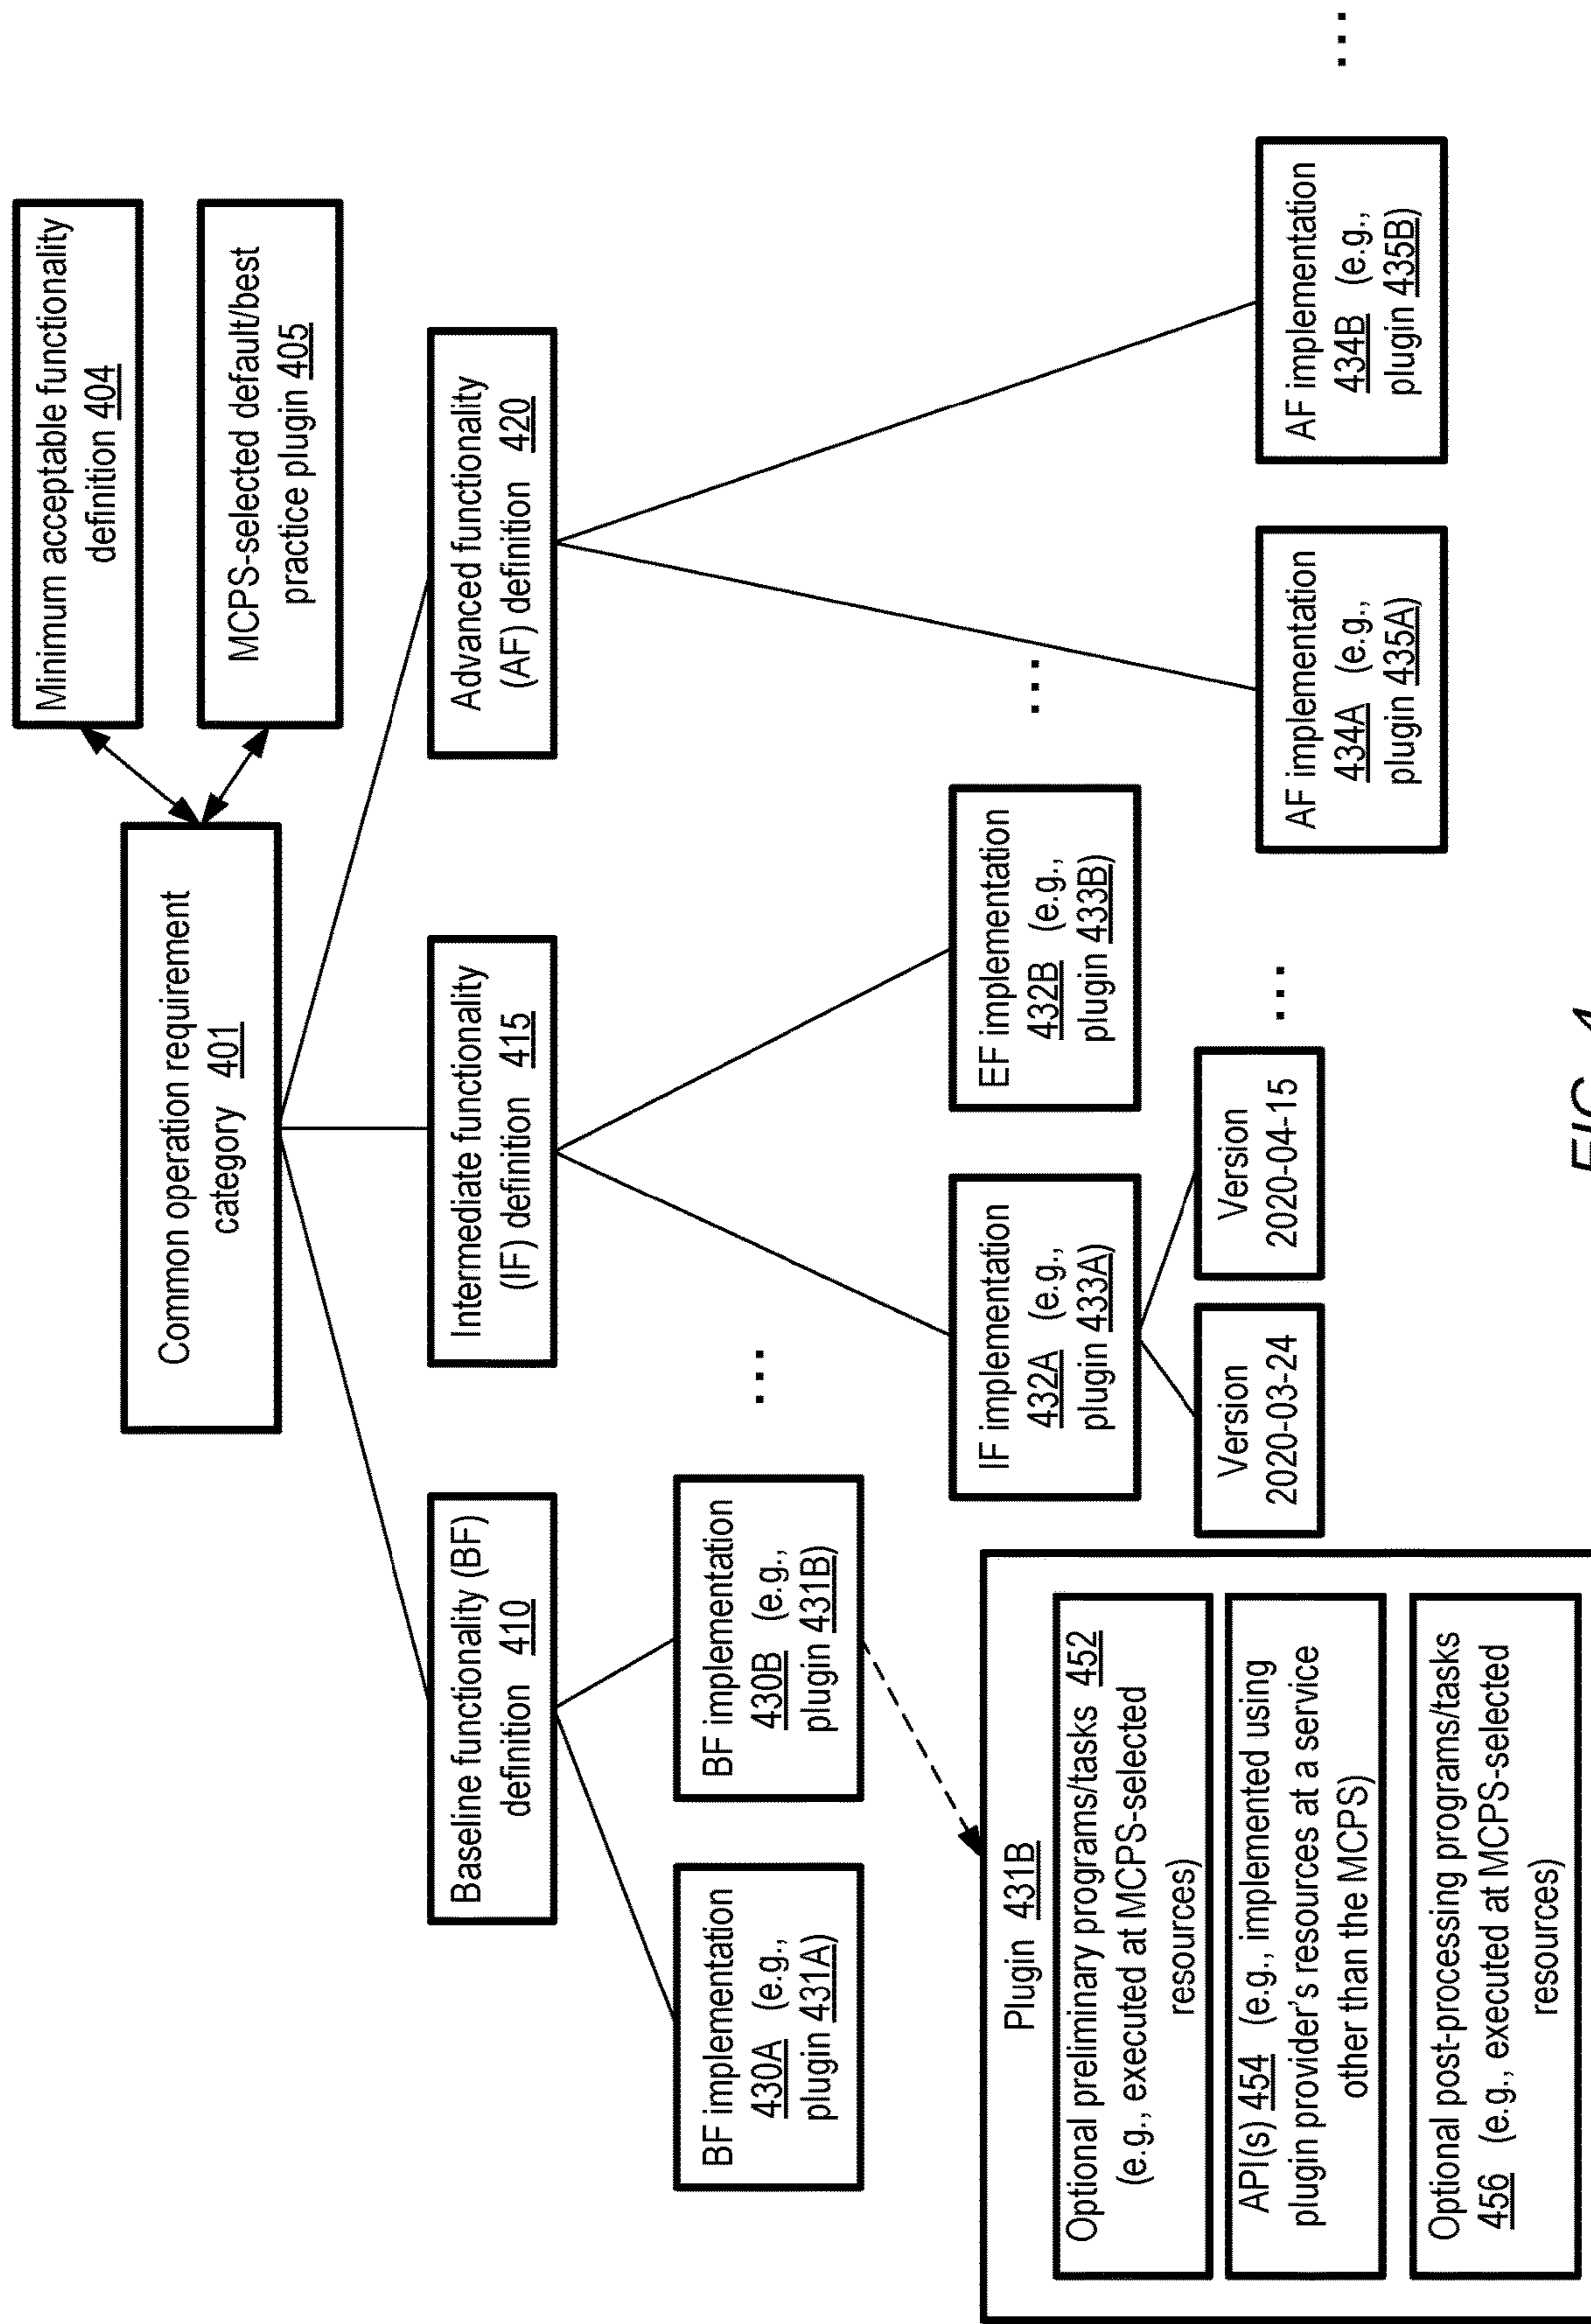 Minimum acceptable functionality
definition 404
MCPS-selected default/best
practice plugin 405
Common operation requirement
category 401
Baseline functionality (BF)
definition 410
Intermediate functionality
(IF) definition 415
Advanced functionality
(AF) definition 420
BF implementation
430A (e.g.,
plugin 431A)
BF implementation
430B (e.g.,
plugin 431B)
...
IF implementation
432A (e.g.,
plugin 433A)
EF implementation
432B (e.g.,
plugin 433B)
...
Version
2020-03-24
Version
2020-04-15
...
AF implementation
434A (e.g.,
plugin 435A)
AF implementation
434B (e.g.,
plugin 435B)
...
Plugin 431B
Optional preliminary programs/tasks 452
(e.g., executed at MCPS-selected
resources)
API(s) 454 (e.g., implemented using
plugin provider's resources at a service
other than the MCPS)
Optional post-processing programs/tasks
456 (e.g., executed at MCPS-selected
resources)
FIG. 4